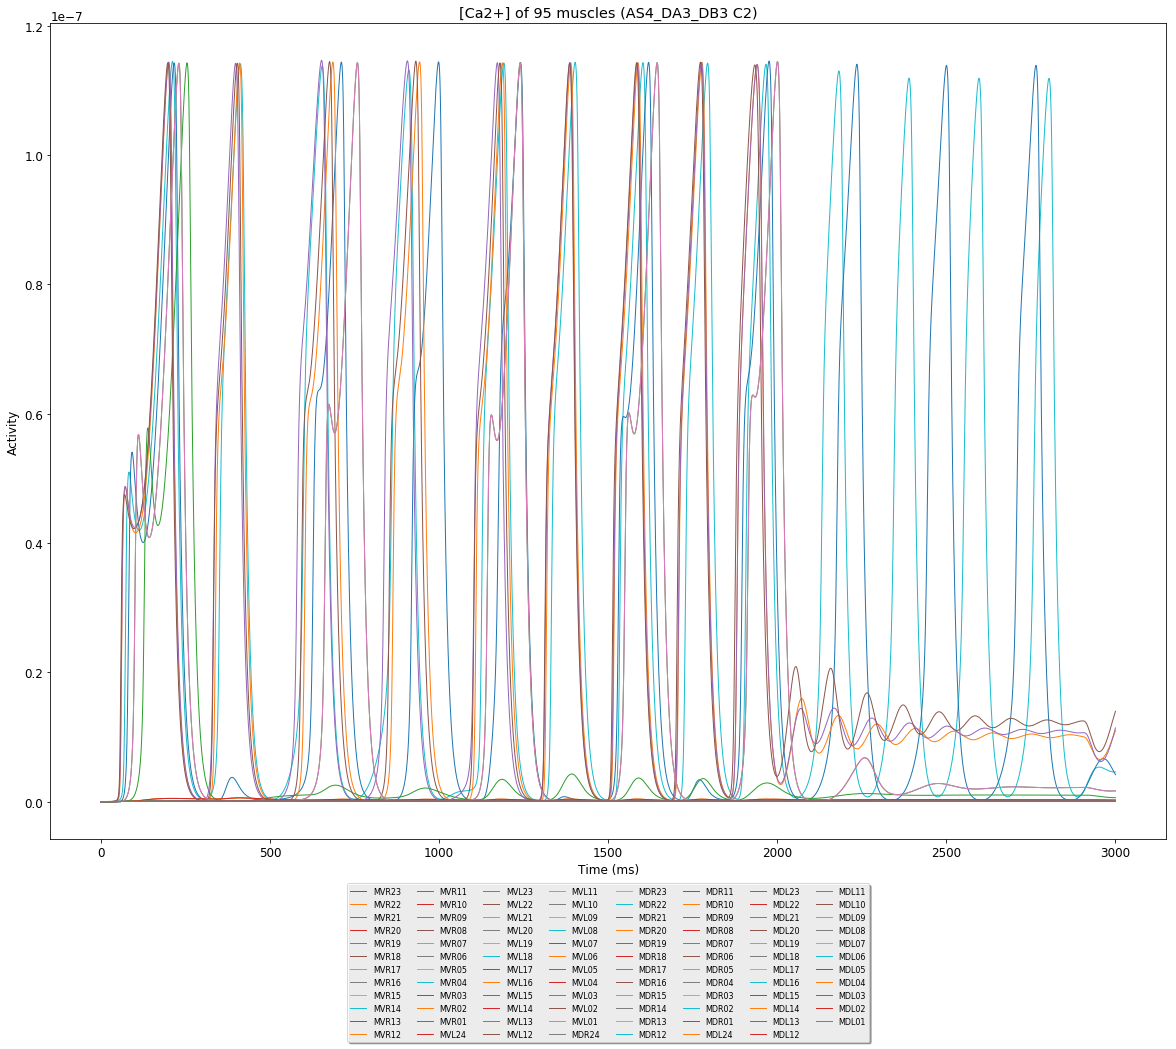 [Ca2+] of 95 muscles (AS4_DA3_DB3 C2)
1e−7
1.2
1.0
0.8
0.6
0.4
0.2
0.0
Activity
0 500 1000 1500 2000 2500 3000
Time (ms)
MVR23 MVR11 MVL23 MVL11 MDR23 MDR11 MDL23 MDL11
MVR22 MVR10 MVL22 MVL10 MDR22 MDR10 MDL22 MDL10
MVR21 MVR09 MVL21 MVL09 MDR21 MDR09 MDL21 MDL09
MVR20 MVR08 MVL20 MVL08 MDR20 MDR08 MDL20 MDL08
MVR19 MVR07 MVL19 MVL07 MDR19 MDR07 MDL19 MDL07
MVR18 MVR06 MVL18 MVL06 MDR18 MDR06 MDL18 MDL06
MVR17 MVR05 MVL17 MVL05 MDR17 MDR05 MDL17 MDL05
MVR16 MVR04 MVL16 MVL04 MDR16 MDR04 MDL16 MDL04
MVR15 MVR03 MVL15 MVL03 MDR15 MDR03 MDL15 MDL03
MVR14 MVR02 MVL14 MVL02 MDR14 MDR02 MDL14 MDL02
MVR13 MVR01 MVL13 MVL01 MDR13 MDR01 MDL13 MDL01
MVR12 MVL24 MVL12 MDR24 MDR12 MDL24 MDL12